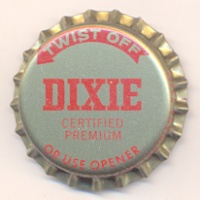 TWIST OFF
DIXIE
CERTIFIED
PREMIUM
OR USE OPENER